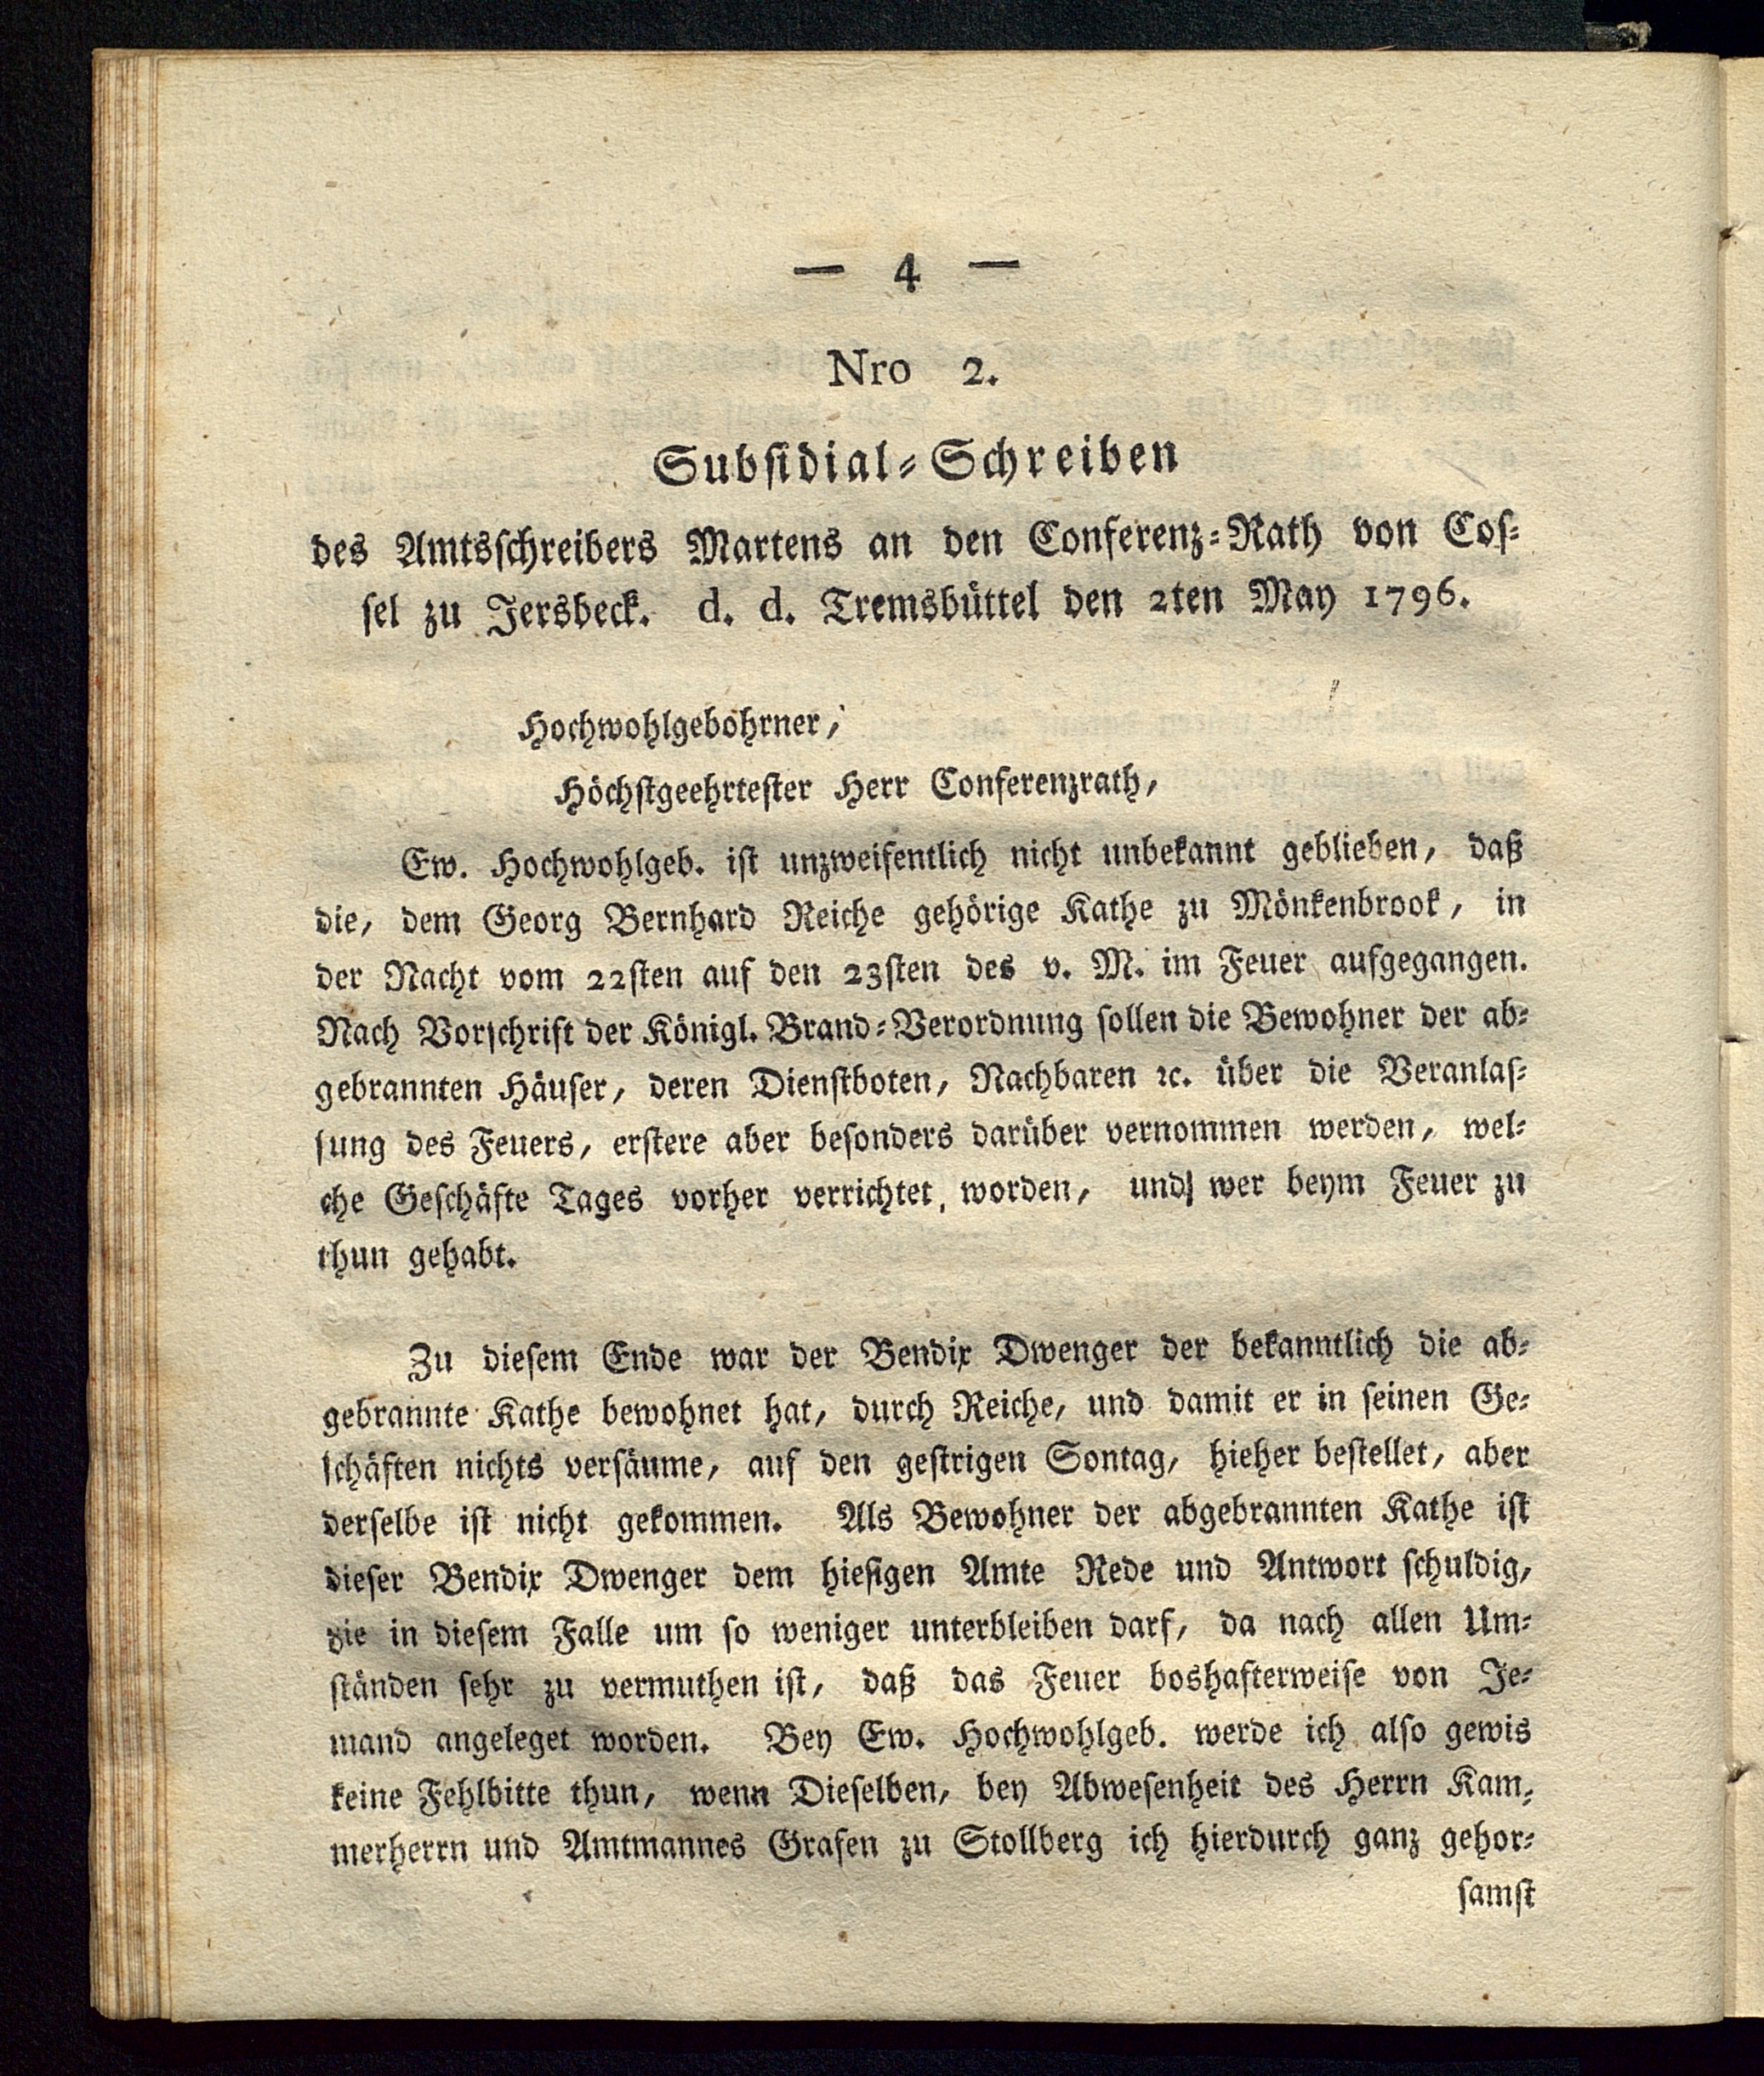 — 4 —
Nro 2.
Subsidial-Schreiben
des Amtsschreibers Martens an den Conferenz-Rath von Cos-
sel zu Jersbeck. d. d. Tremsbüttel den 2ten May 1796.
Hochwohlgebohrner,
Höchstgeehrtester Herr Conferenzrath,
Ew. Hochwohlgeb. ist unzweifentlich nicht unbekannt geblieben, daß
die, dem Georg Bernhard Reiche gehörige Kathe zu Mönkenbrook, in
der Nacht vom 22sten auf den 23sten des v. M. im Feuer aufgegangen.
Nach Vorschrift der Königl. Brand-Verordnung sollen die Bewohner der ab-
gebrannten Häuser, deren Dienstboten, Nachbaren ꝛc. über die Veranlas-
sung des Feuers, erstere aber besonders darüber vernommen werden, wel-
che Geschäfte Tages vorher verrichtet worden, und wer beym Feuer zu
thun gehabt.
Zu diesem Ende war der Bendix Dwenger der bekanntlich die ab-
gebrannte Kathe bewohnet hat, durch Reiche, und damit er in seinen Ge-
schäften nichts versäume, auf den gestrigen Sontag, hieher bestellet, aber
derselbe ist nicht gekommen. Als Bewohner der abgebrannten Kathe ist
dieser Bendix Dwenger dem hiesigen Amte Rede und Antwort schuldig,
die in diesem Falle um so weniger unterbleiben darf, da nach allen Um-
ständen sehr zu vermuthen ist, daß das Feuer boshafterweise von Je-
mand angeleget worden. Bey Ew. Hochwohlgeb. werde ich also gewis
keine Fehlbitte thun, wenn Dieselben, bey Abwesenheit des Herrn Kam-
merherrn und Amtmannes Grafen zu Stollberg ich hierdurch ganz gehor-
samst